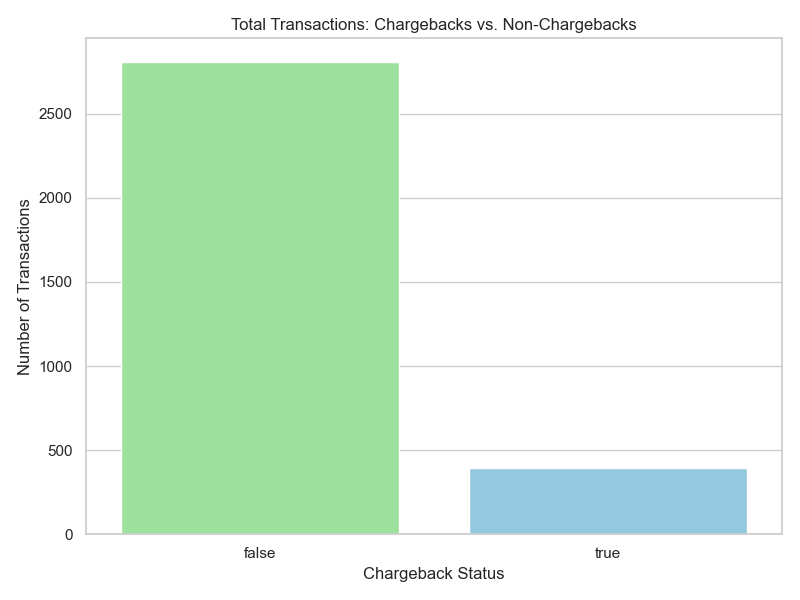 Total Transactions: Chargebacks vs. Non-Chargebacks
Number of Transactions
2500
2000
1500
1000
500
0
false
true
Chargeback Status